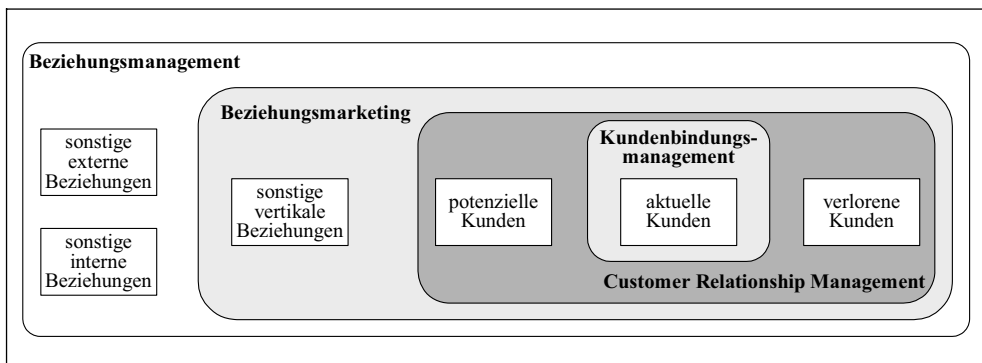 Beziehungsmanagement
sonstige
externe
Beziehungen
sonstige
interne
Beziehungen
Beziehungsmarketing
sonstige
vertikale
Beziehungen
potenzielle
Kunden
Kundenbindungs-
management
aktuelle
Kunden
verlorene
Kunden
Customer Relationship Management